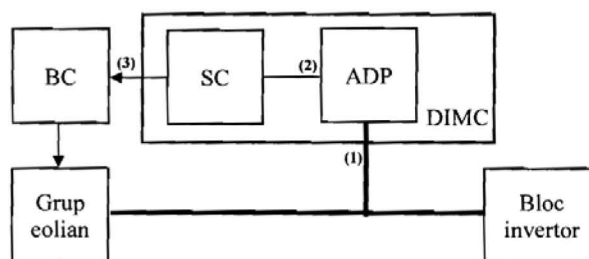 BC
(3)
SC
(2)
ADP
DIMC
(1)
Grup
eolian
Bloc
invertor